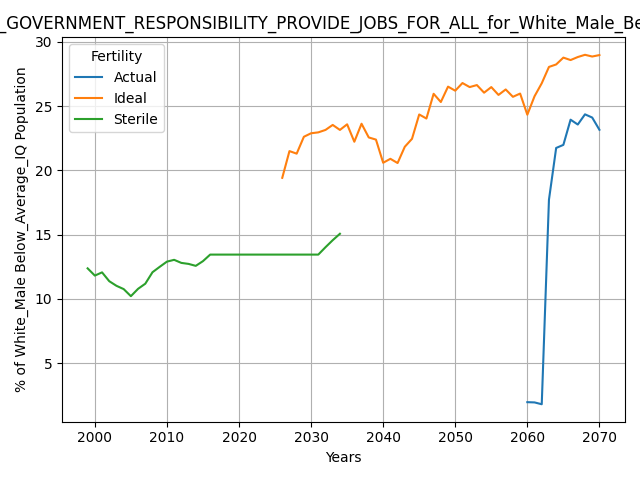 _GOVERNMENT_RESPONSIBILITY_PROVIDE_JOBS_FOR_ALL_for_White_Male_Be
Fertility
Actual
Ideal
Sterile
% of White_Male Below_Average_IQ Population
30
25
20
15
10
5
2000 2010 2020 2030 2040 2050 2060 2070
Years